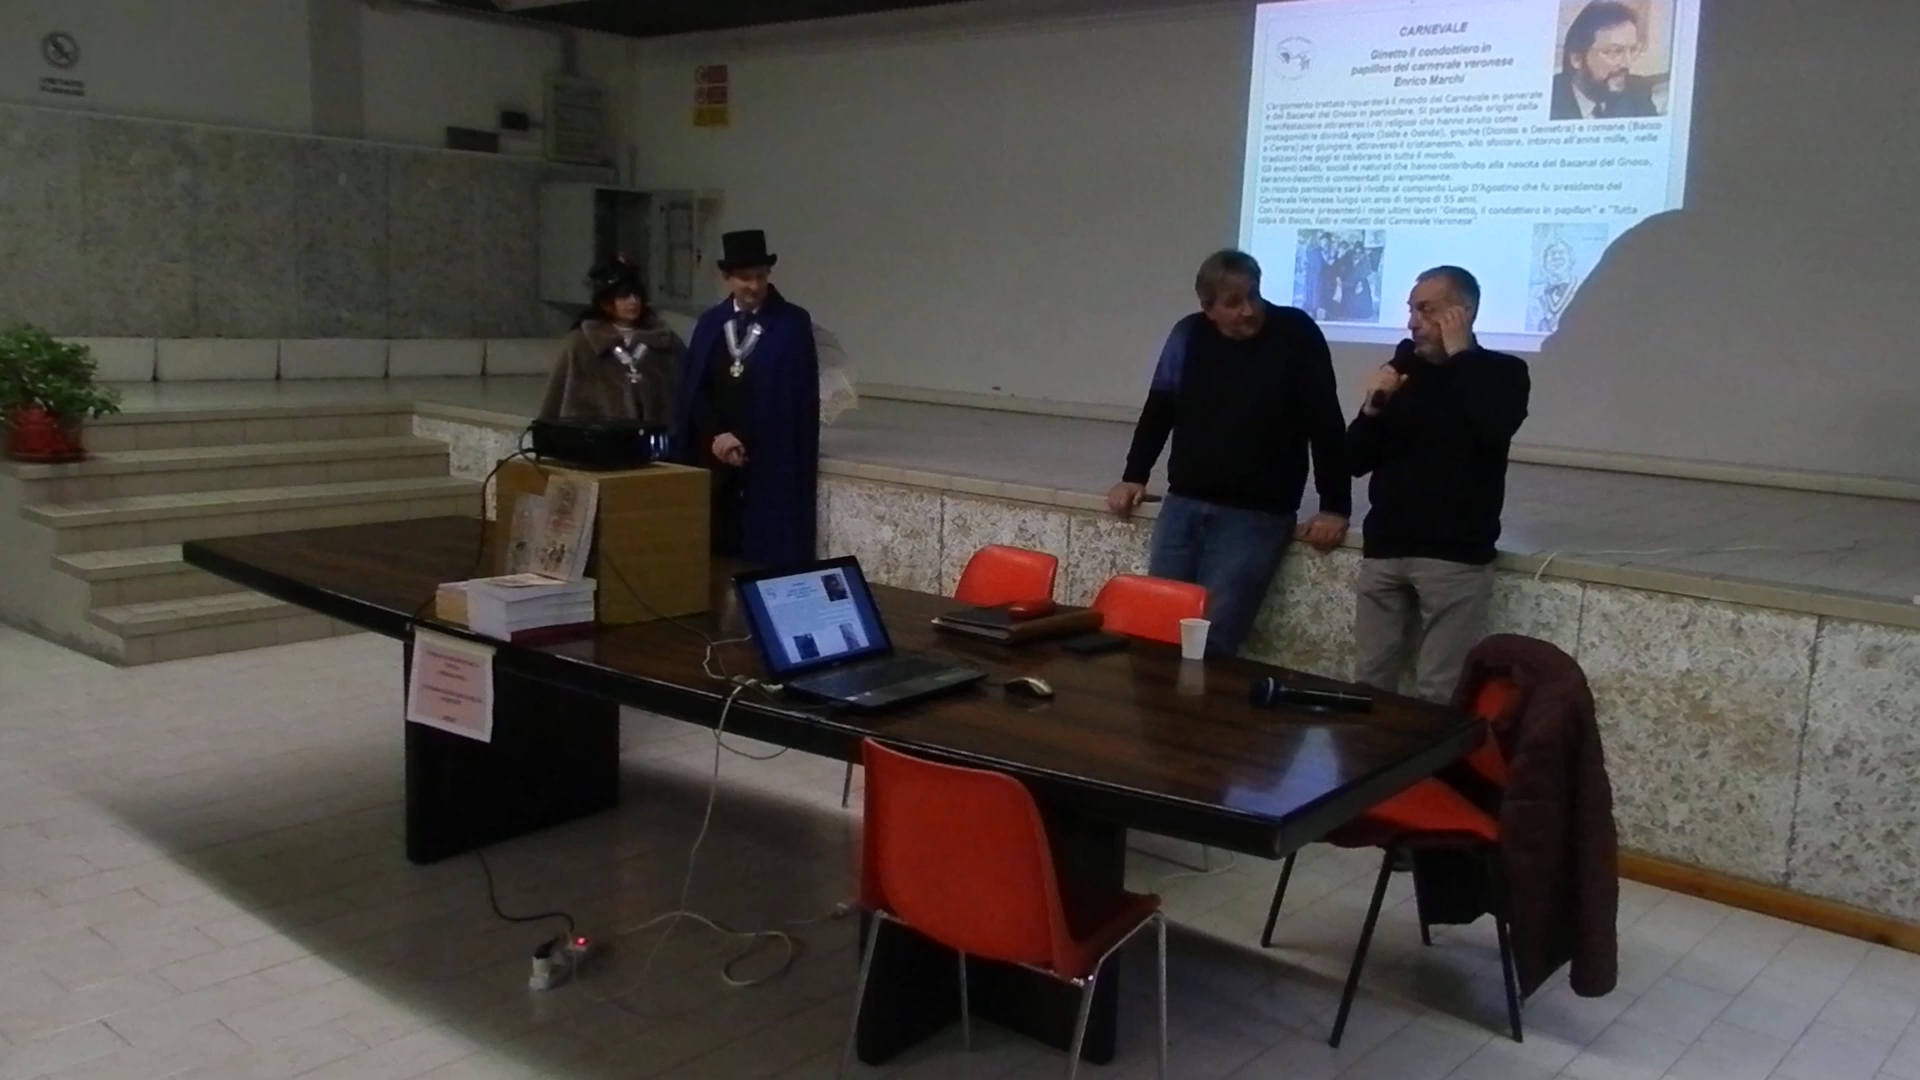 VIETATO
FUMARE
CARNEVALE
Ginetto il condottiero in
papillon del carnevale veronese
Enrico Marchi
L'argomento trattato riguarderà il mondo del Carnevale in generale
e del Bacanal del Gnoco in particolare. Si parlerà delle origini della
manifestazione attraverso i riti religiosi che hanno avuto come
protagonisti le divinità egizie (Iside e Osiride), greche (Dioniso e Demetra) e romane (Bacco
e Cerere) per giungere, attraverso il cristianesimo, allo sfociare, intorno all'anno mille, nelle
tradizioni che oggi si celebrano in tutto il mondo.
Gli eventi bellici, sociali e naturali che hanno contribuito alla nascita del Bacanal del Gnoco,
saranno descritti e commentati più ampiamente.
Un ricordo particolare sarà rivolto al compianto Luigi D'Agostino che fu presidente del
Carnevale Veronese lungo un arco di tempo di 55 anni.
Con l'occasione presenterò i miei ultimi lavori "Ginetto, il condottiero in papillon" e "Tutta
colpa di Bacco, fatti e misfatti del Carnevale Veronese"